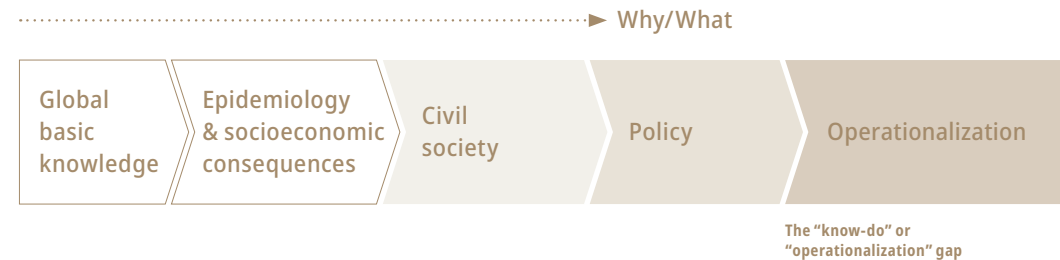 Why/What
Global
basic
knowledge
Epidemiology
& socioeconomic
consequences
Civil
society
Policy
Operationalization
The “know-do” or
“operationalization” gap